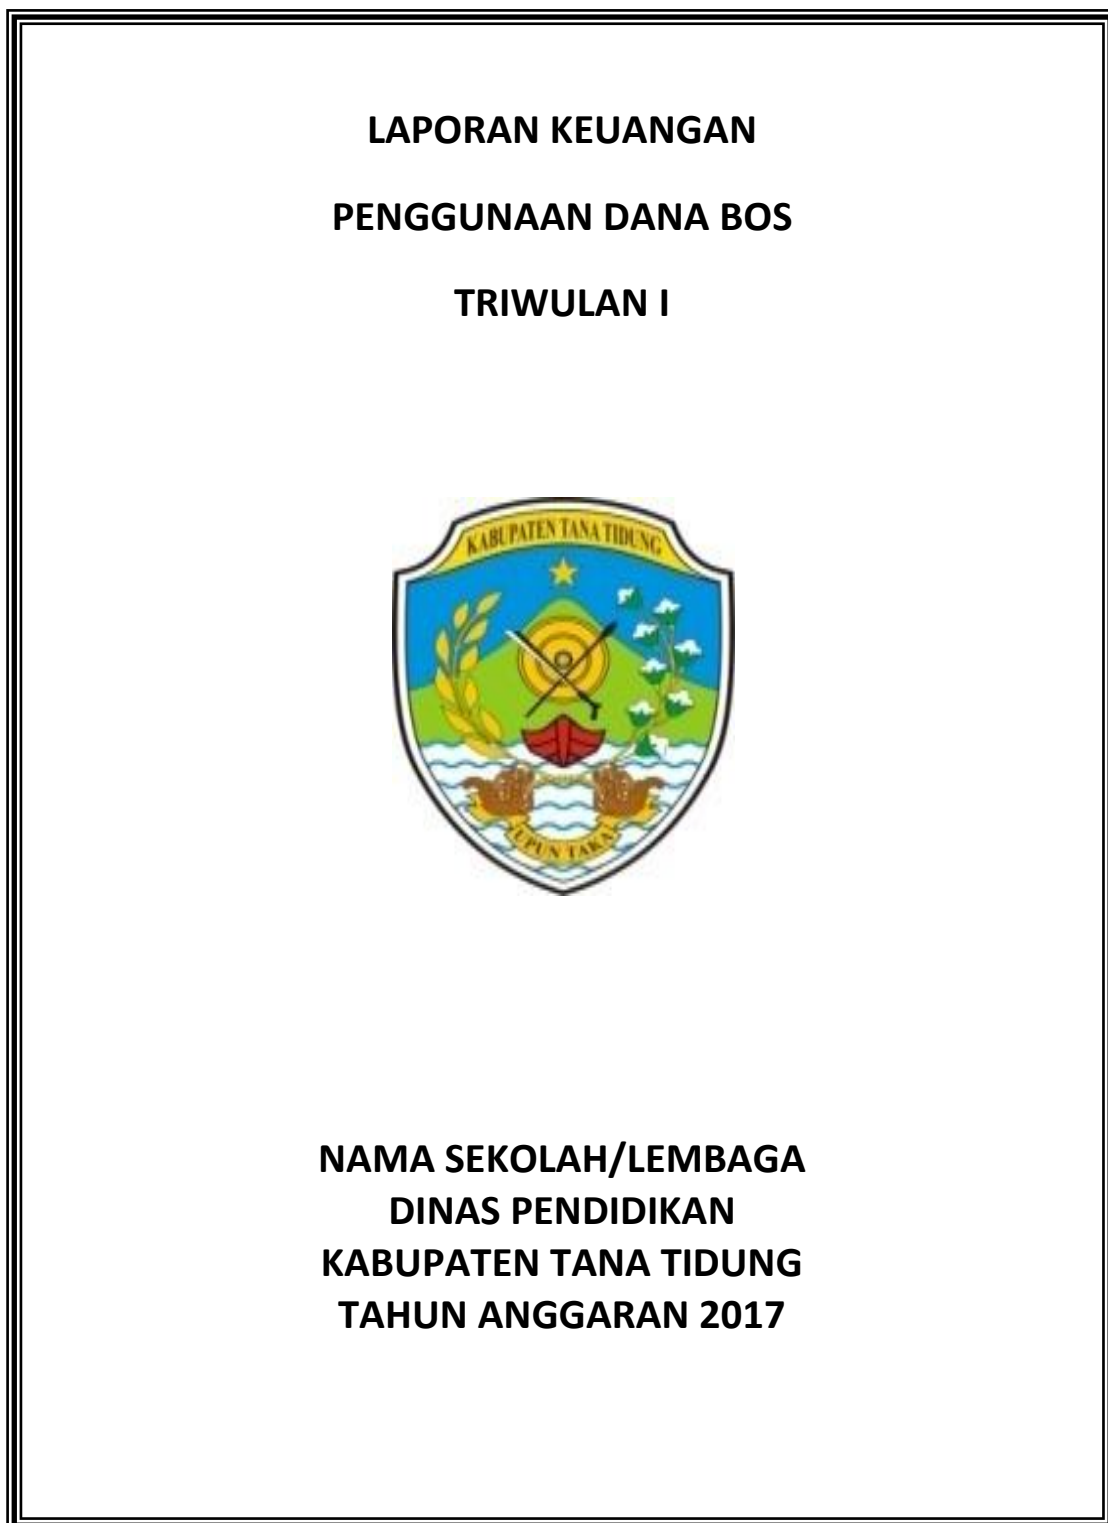 LAPORAN KEUANGAN
PENGGUNAAN DANA BOS
TRIWULAN I
KABUPATEN TANA TIDUNG
UPUN TAKA
NAMA SEKOLAH/LEMBAGA
DINAS PENDIDIKAN
KABUPATEN TANA TIDUNG
TAHUN ANGGARAN 2017